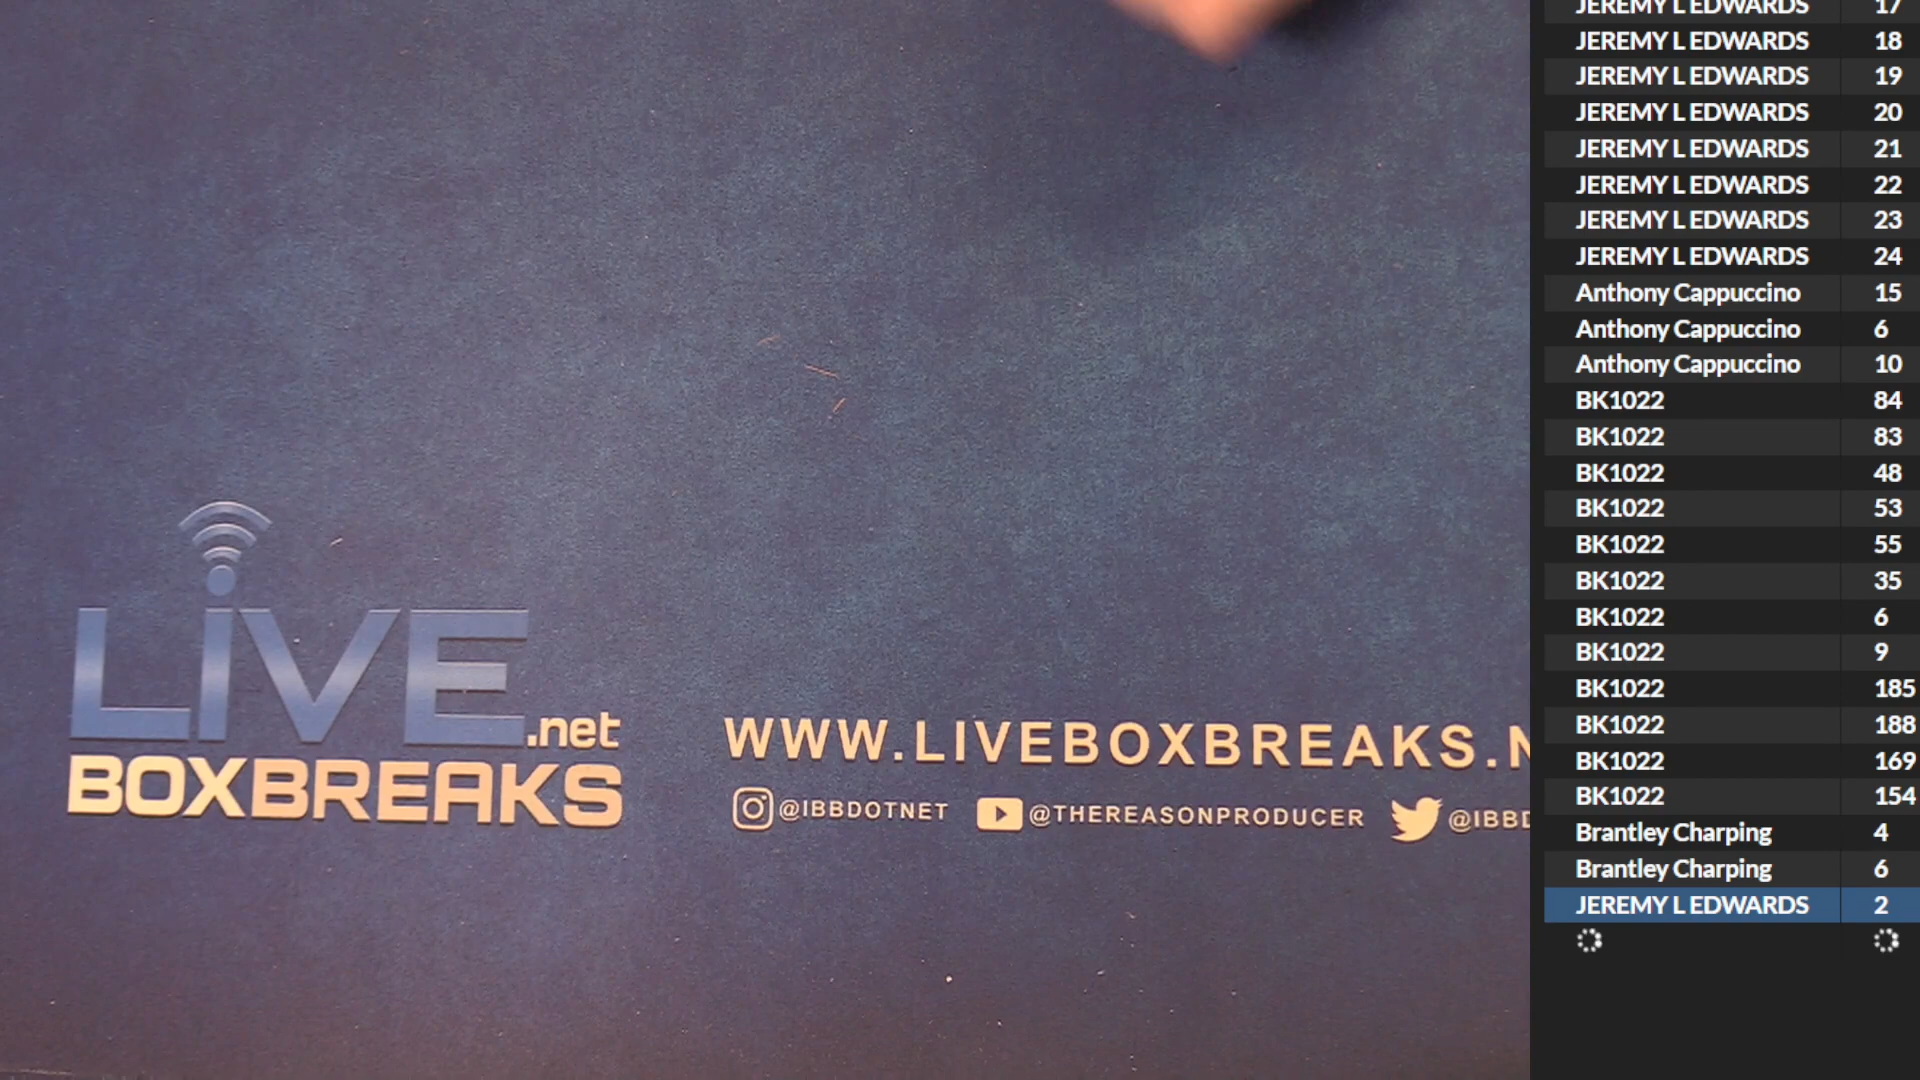 LiVE
.net
BOXBREAKS
WWW.LIVEBOXBREAKS.N
@IBBDOTNET @THEREASONPRODUCER @IBBD
JEREMY L EDWARDS 17
JEREMY L EDWARDS 18
JEREMY L EDWARDS 19
JEREMY L EDWARDS 20
JEREMY L EDWARDS 21
JEREMY L EDWARDS 22
JEREMY L EDWARDS 23
JEREMY L EDWARDS 24
Anthony Cappuccino 15
Anthony Cappuccino 6
Anthony Cappuccino 10
BK1022 84
BK1022 83
BK1022 48
BK1022 53
BK1022 55
BK1022 35
BK1022 6
BK1022 9
BK1022 185
BK1022 188
BK1022 169
BK1022 154
Brantley Charping 4
Brantley Charping 6
JEREMY L EDWARDS 2